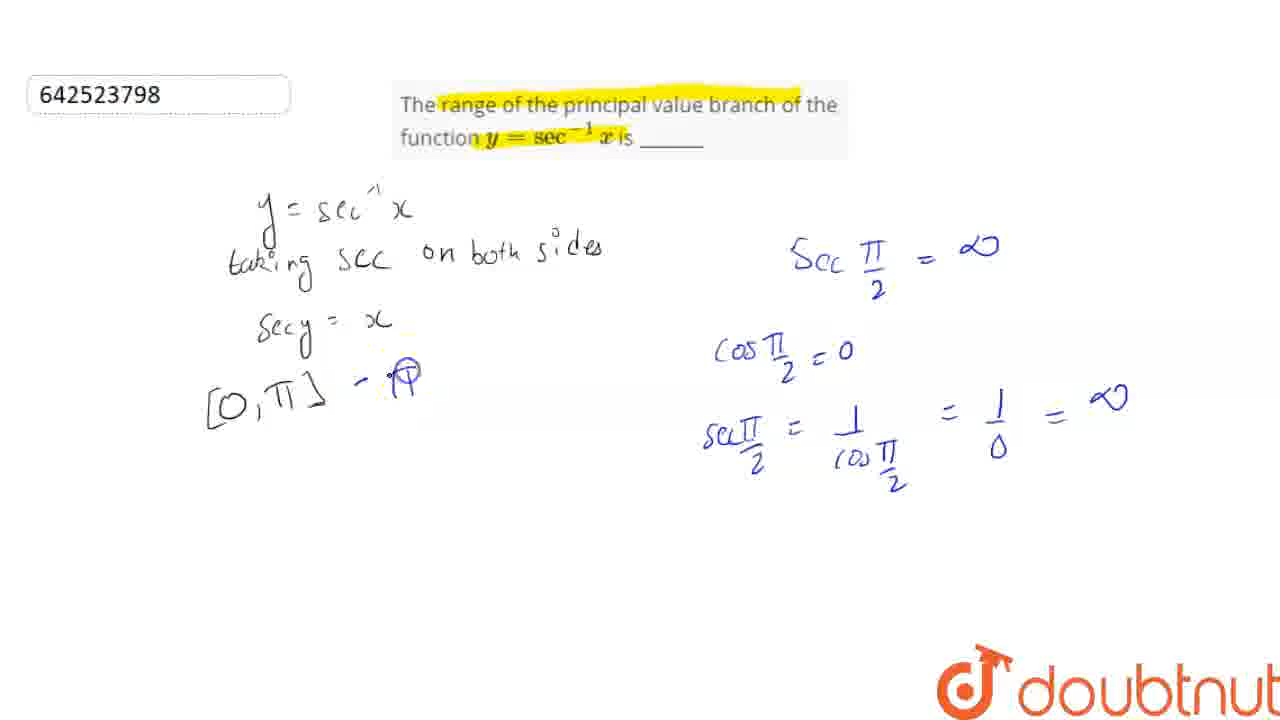 642523798
The range of the principal value branch of the
function y = sec⁻¹ x is ______
y = sec⁻¹ x
taking sec on both sides
sec y = x
[0, π] - π
Sec π/2 = ∞
cos π/2 = 0
sec π/2 = 1/cos π/2 = 1/0 = ∞
doubtnut